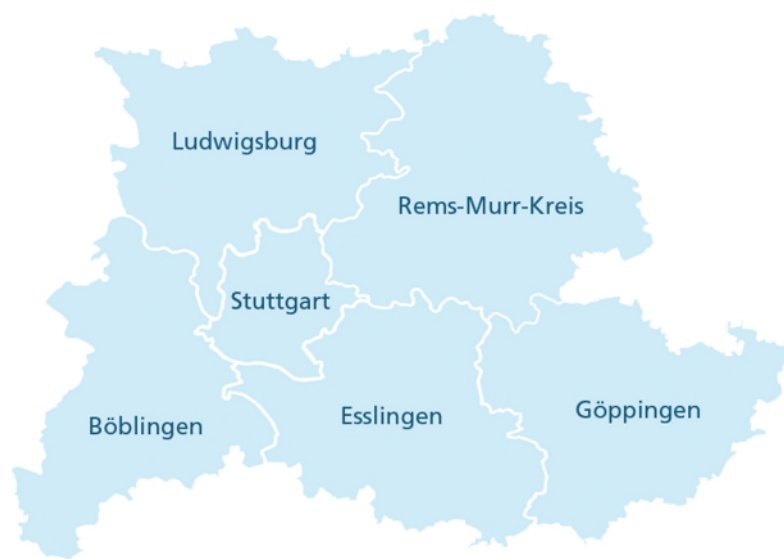 Ludwigsburg
Rems-Murr-Kreis
Stuttgart
Böblingen
Esslingen
Göppingen